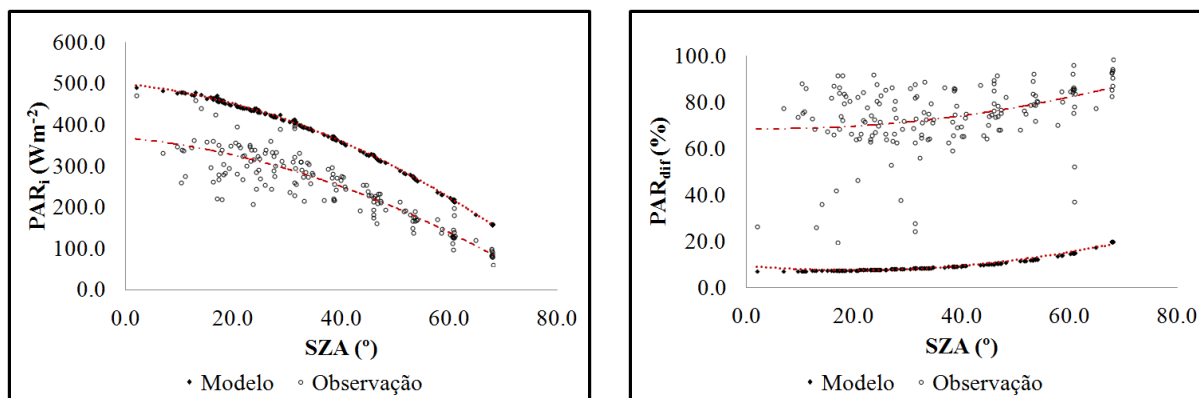 PARi (Wm-2)
600.0
500.0
400.0
300.0
200.0
100.0
0.0
0.0 20.0 40.0 60.0 80.0
SZA (º)
Modelo Observação
PARdif (%)
100.0
80.0
60.0
40.0
20.0
0.0
0.0 20.0 40.0 60.0 80.0
SZA (º)
Modelo Observação